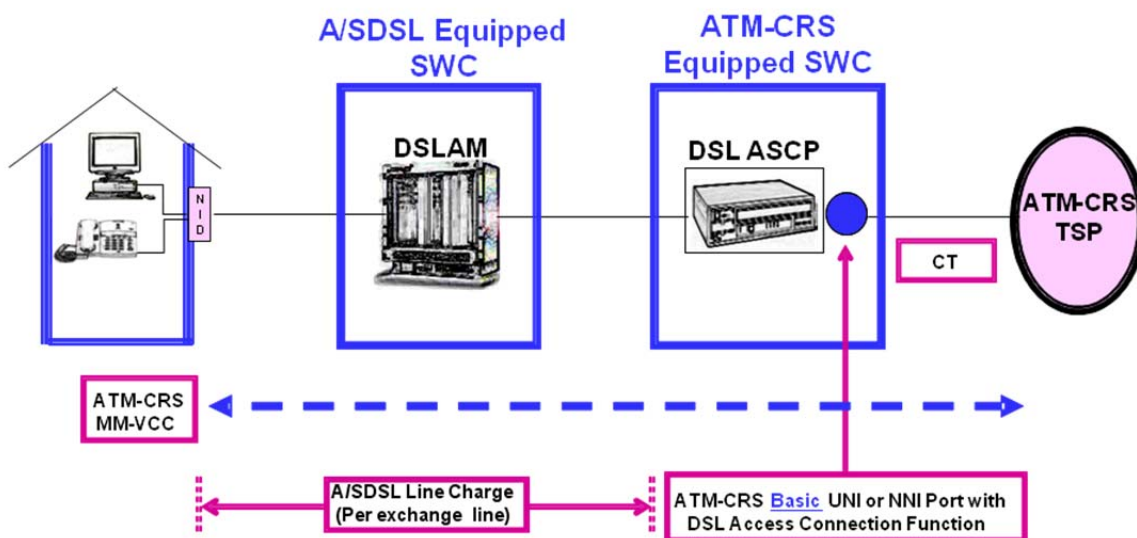 A/SDSL Equipped
SWC
ATM-CRS
Equipped SWC
DSLAM
DSL ASCP
N
I
D
ATM-CRS
TSP
CT
ATM-CRS
MM-VCC
A/SDSL Line Charge
(Per exchange line)
ATM-CRS Basic UNI or NNI Port with
DSL Access Connection Function